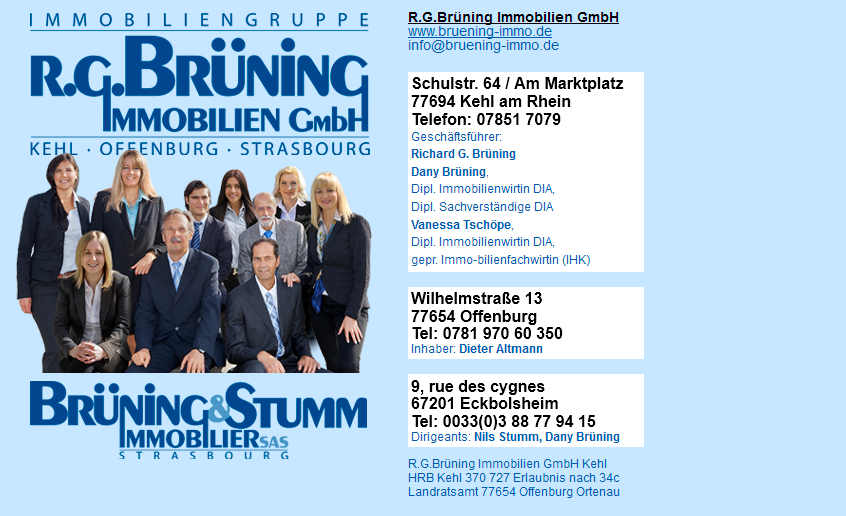 IMMOBILIENGRUPPE
R.G.BRÜNING
IMMOBILIEN GMBH
KEHL · OFFENBURG · STRASBOURG
BRÜNING&STUMM
IMMOBILIER SAS
STRASBOURG
R.G.Brüning Immobilien GmbH
www.bruening-immo.de
info@bruening-immo.de
Schulstr. 64 / Am Marktplatz
77694 Kehl am Rhein
Telefon: 07851 7079
Geschäftsführer:
Richard G. Brüning
Dany Brüning,
Dipl. Immobilienwirtin DIA,
Dipl. Sachverständige DIA
Vanessa Tschöpe,
Dipl. Immobilienwirtin DIA,
gepr. Immo-bilienfachwirtin (IHK)
Wilhelmstraße 13
77654 Offenburg
Tel: 0781 970 60 350
Inhaber: Dieter Altmann
9, rue des cygnes
67201 Eckbolsheim
Tel: 0033(0)3 88 77 94 15
Dirigeants: Nils Stumm, Dany Brüning
R.G.Brüning Immobilien GmbH Kehl
HRB Kehl 370 727 Erlaubnis nach 34c
Landratsamt 77654 Offenburg Ortenau